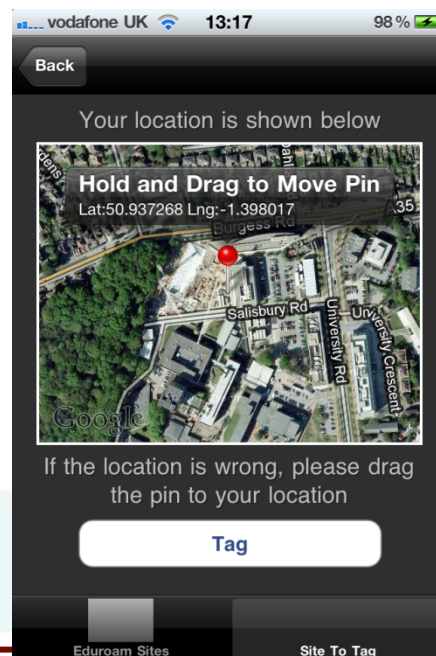 vodafone UK 13:17 98 %
Back
Your location is shown below
Hold and Drag to Move Pin
Lat:50.937268 Lng:-1.398017
A35
Burgess Rd
Salisbury Rd
University Rd
University Crescent
Google
If the location is wrong, please drag
the pin to your location
Tag
Eduroam Sites Site To Tag